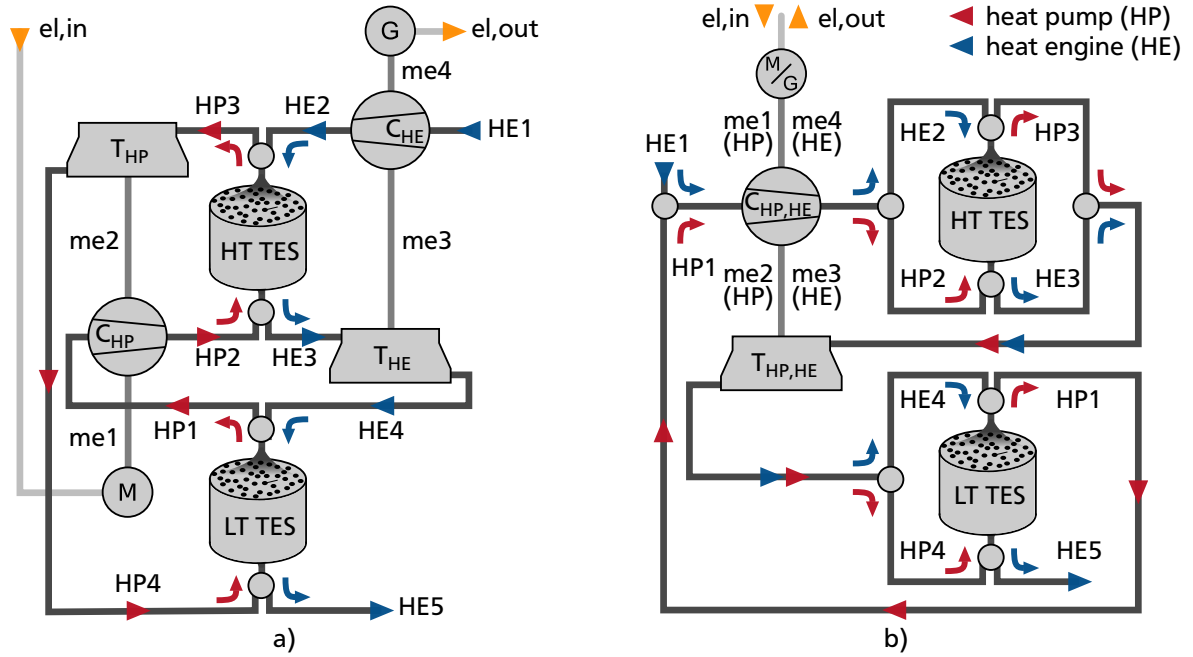 el,in
G
el,out
me4
HP3
HE2
C_HE
HE1
T_HP
HT TES
me2
me3
C_HP
HP2
HE3
T_HE
HP1
HE4
me1
M
LT TES
HP4
HE5
a)
el,in
el,out
heat pump (HP)
heat engine (HE)
M/G
me1
(HP)
me4
(HE)
HE1
HE2
HP3
C_HP,HE
HT TES
HP1
me2
(HP)
me3
(HE)
HP2
HE3
T_HP,HE
HE4
HP1
LT TES
HP4
HE5
b)